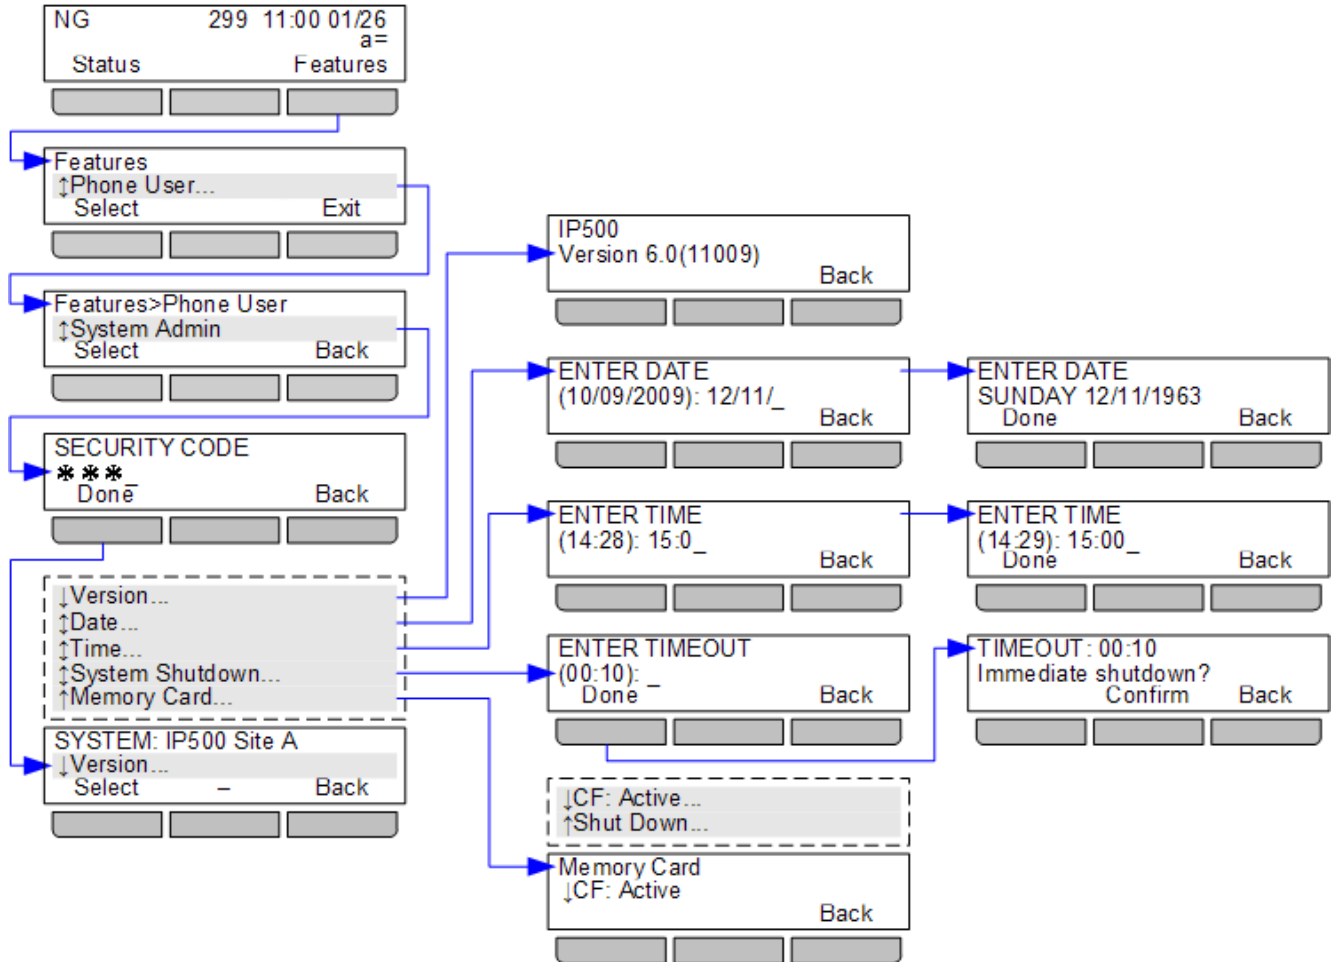 NG 299 11:00 01/26
a=
Status Features
Features
↕Phone User...
Select Exit
Features>Phone User
↕System Admin
Select Back
SECURITY CODE
***_
Done Back
↓Version...
↕Date...
↕Time...
↕System Shutdown...
↑Memory Card...
SYSTEM: IP500 Site A
↓Version...
Select – Back
IP500
Version 6.0(11009)
Back
ENTER DATE
(10/09/2009): 12/11/_
Back
ENTER DATE
SUNDAY 12/11/1963
Done Back
ENTER TIME
(14:28): 15:0_
Back
ENTER TIME
(14:29): 15:00_
Done Back
ENTER TIMEOUT
(00:10): _
Done Back
TIMEOUT: 00:10
Immediate shutdown?
Confirm Back
↓CF: Active...
↑Shut Down...
Memory Card
↓CF: Active
Back